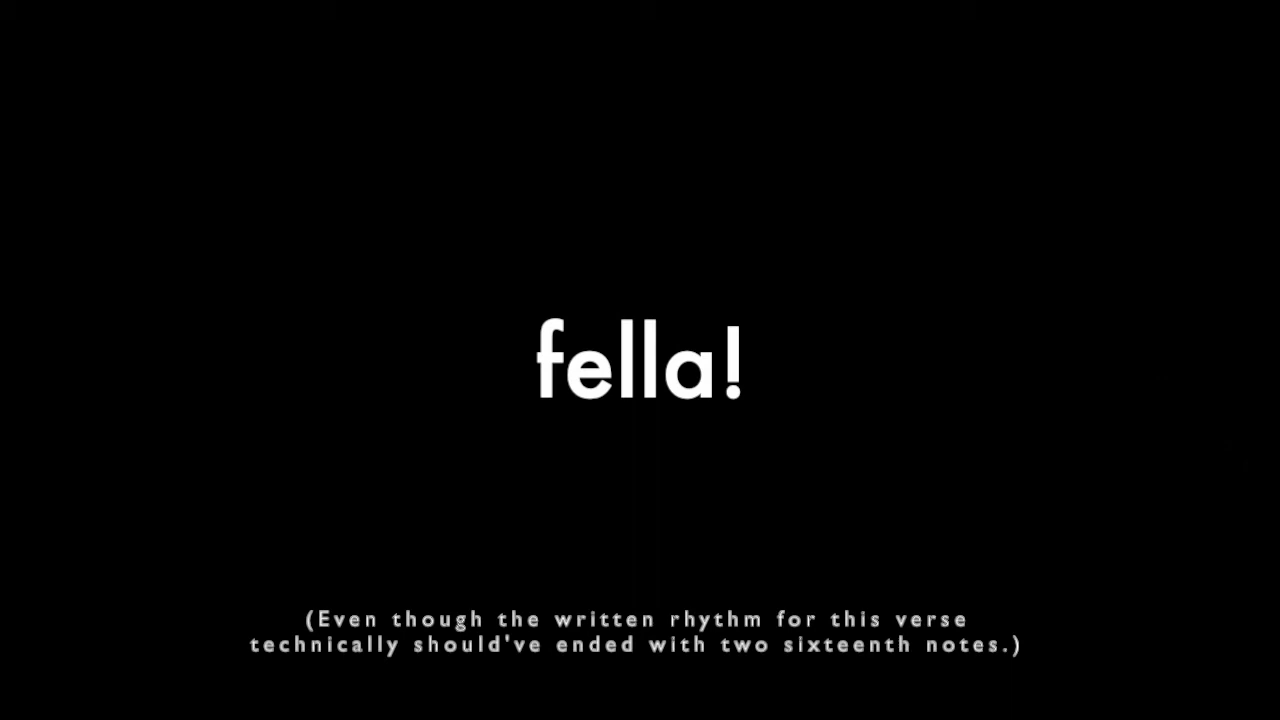 fella!
(Even though the written rhythm for this verse
technically should've ended with two sixteenth notes.)